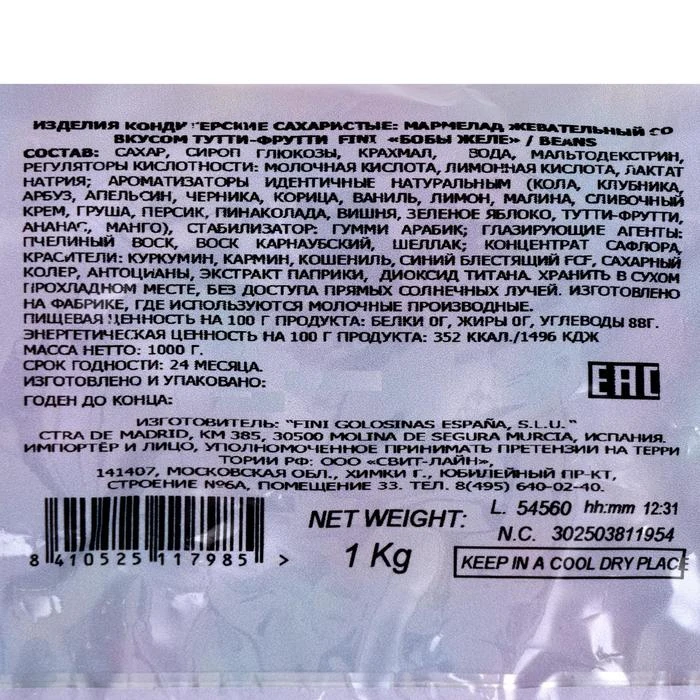 ИЗДЕЛИЯ КОНДИТЕРСКИЕ САХАРИСТЫЕ: МАРМЕЛАД ЖЕВАТЕЛЬНЫЙ СО
ВКУСОМ ТУТТИ-ФРУТТИ FINI «БОБЫ ЖЕЛЕ» / BEANS
СОСТАВ: САХАР, СИРОП ГЛЮКОЗЫ, КРАХМАЛ, ВОДА, МАЛЬТОДЕКСТРИН,
РЕГУЛЯТОРЫ КИСЛОТНОСТИ: МОЛОЧНАЯ КИСЛОТА, ЛИМОННАЯ КИСЛОТА, ЛАКТАТ
НАТРИЯ; АРОМАТИЗАТОРЫ ИДЕНТИЧНЫЕ НАТУРАЛЬНЫМ (КОЛА, КЛУБНИКА,
АРБУЗ, АПЕЛЬСИН, ЧЕРНИКА, КОРИЦА, ВАНИЛЬ, ЛИМОН, МАЛИНА, СЛИВОЧНЫЙ
КРЕМ, ГРУША, ПЕРСИК, ПИНАКОЛАДА, ВИШНЯ, ЗЕЛЕНОЕ ЯБЛОКО, ТУТТИ-ФРУТТИ,
АНАНАС, МАНГО), СТАБИЛИЗАТОР: ГУММИ АРАБИК; ГЛАЗИРУЮЩИЕ АГЕНТЫ:
ПЧЕЛИНЫЙ ВОСК, ВОСК КАРНАУБСКИЙ, ШЕЛЛАК; КОНЦЕНТРАТ САФЛОРА,
КРАСИТЕЛИ: КУРКУМИН, КАРМИН, КОШЕНИЛЬ, СИНИЙ БЛЕСТЯЩИЙ FCF, САХАРНЫЙ
КОЛЕР, АНТОЦИАНЫ, ЭКСТРАКТ ПАПРИКИ, ДИОКСИД ТИТАНА. ХРАНИТЬ В СУХОМ
ПРОХЛАДНОМ МЕСТЕ, БЕЗ ДОСТУПА ПРЯМЫХ СОЛНЕЧНЫХ ЛУЧЕЙ. ИЗГОТОВЛЕНО
НА ФАБРИКЕ, ГДЕ ИСПОЛЬЗУЮТСЯ МОЛОЧНЫЕ ПРОИЗВОДНЫЕ.
ПИЩЕВАЯ ЦЕННОСТЬ НА 100 Г ПРОДУКТА: БЕЛКИ 0Г, ЖИРЫ 0Г, УГЛЕВОДЫ 88Г.
ЭНЕРГЕТИЧЕСКАЯ ЦЕННОСТЬ НА 100 Г ПРОДУКТА: 352 ККАЛ./1496 КДЖ
МАССА НЕТТО: 1000 Г.
СРОК ГОДНОСТИ: 24 МЕСЯЦА.
ИЗГОТОВЛЕНО И УПАКОВАНО:
ГОДЕН ДО КОНЦА:
EAC
ИЗГОТОВИТЕЛЬ: "FINI GOLOSINAS ESPAÑA, S.L.U."
CTRA DE MADRID, KM 385, 30500 MOLINA DE SEGURA MURCIA, ИСПАНИЯ.
ИМПОРТЁР И ЛИЦО, УПОЛНОМОЧЕННОЕ ПРИНИМАТЬ ПРЕТЕНЗИИ НА ТЕРРИ
ТОРИИ РФ: ООО «СВИТ-ЛАЙН»,
141407, МОСКОВСКАЯ ОБЛ., ХИМКИ Г., ЮБИЛЕЙНЫЙ ПР-КТ,
СТРОЕНИЕ №6А, ПОМЕЩЕНИЕ 33. ТЕЛ. 8(495) 640-02-40.
8 410525 117985 >
NET WEIGHT:
1 Kg
L. 54560 hh:mm 12:31
N.C. 302503811954
KEEP IN A COOL DRY PLACE